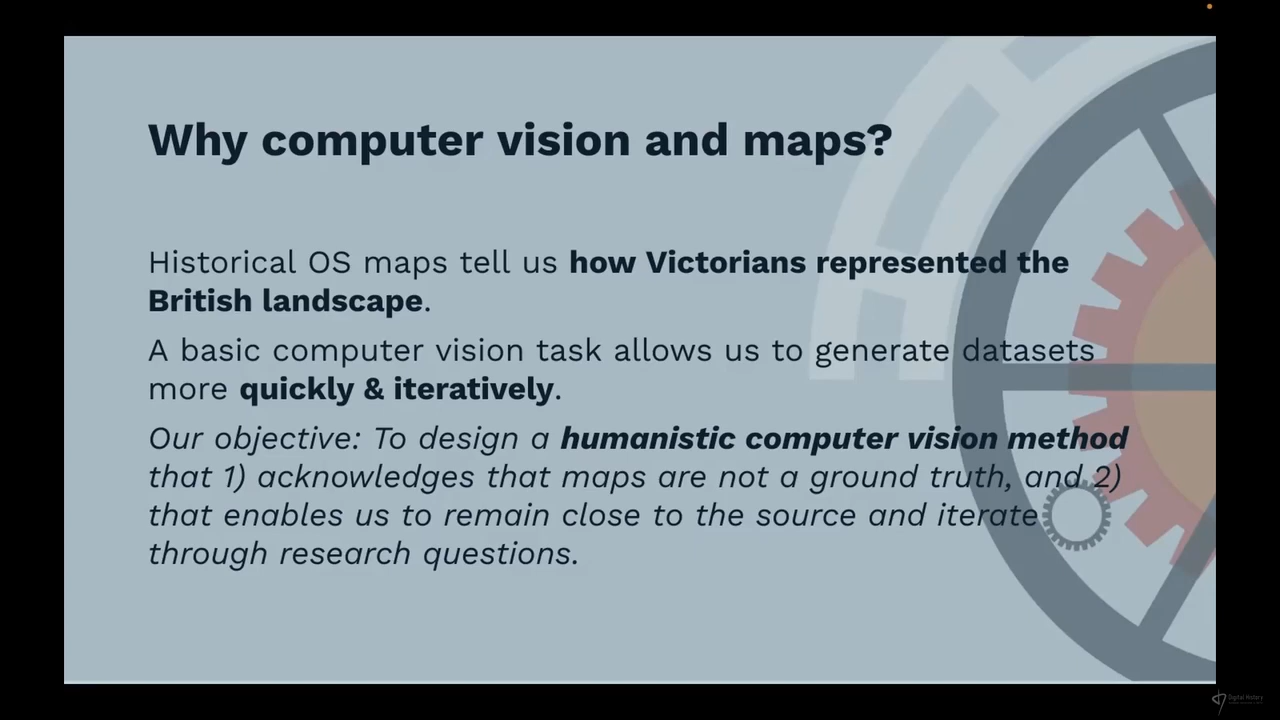 Why computer vision and maps?
Historical OS maps tell us how Victorians represented the
British landscape.
A basic computer vision task allows us to generate datasets
more quickly & iteratively.
Our objective: To design a humanistic computer vision method
that 1) acknowledges that maps are not a ground truth, and 2)
that enables us to remain close to the source and iterate
through research questions.
Digital History